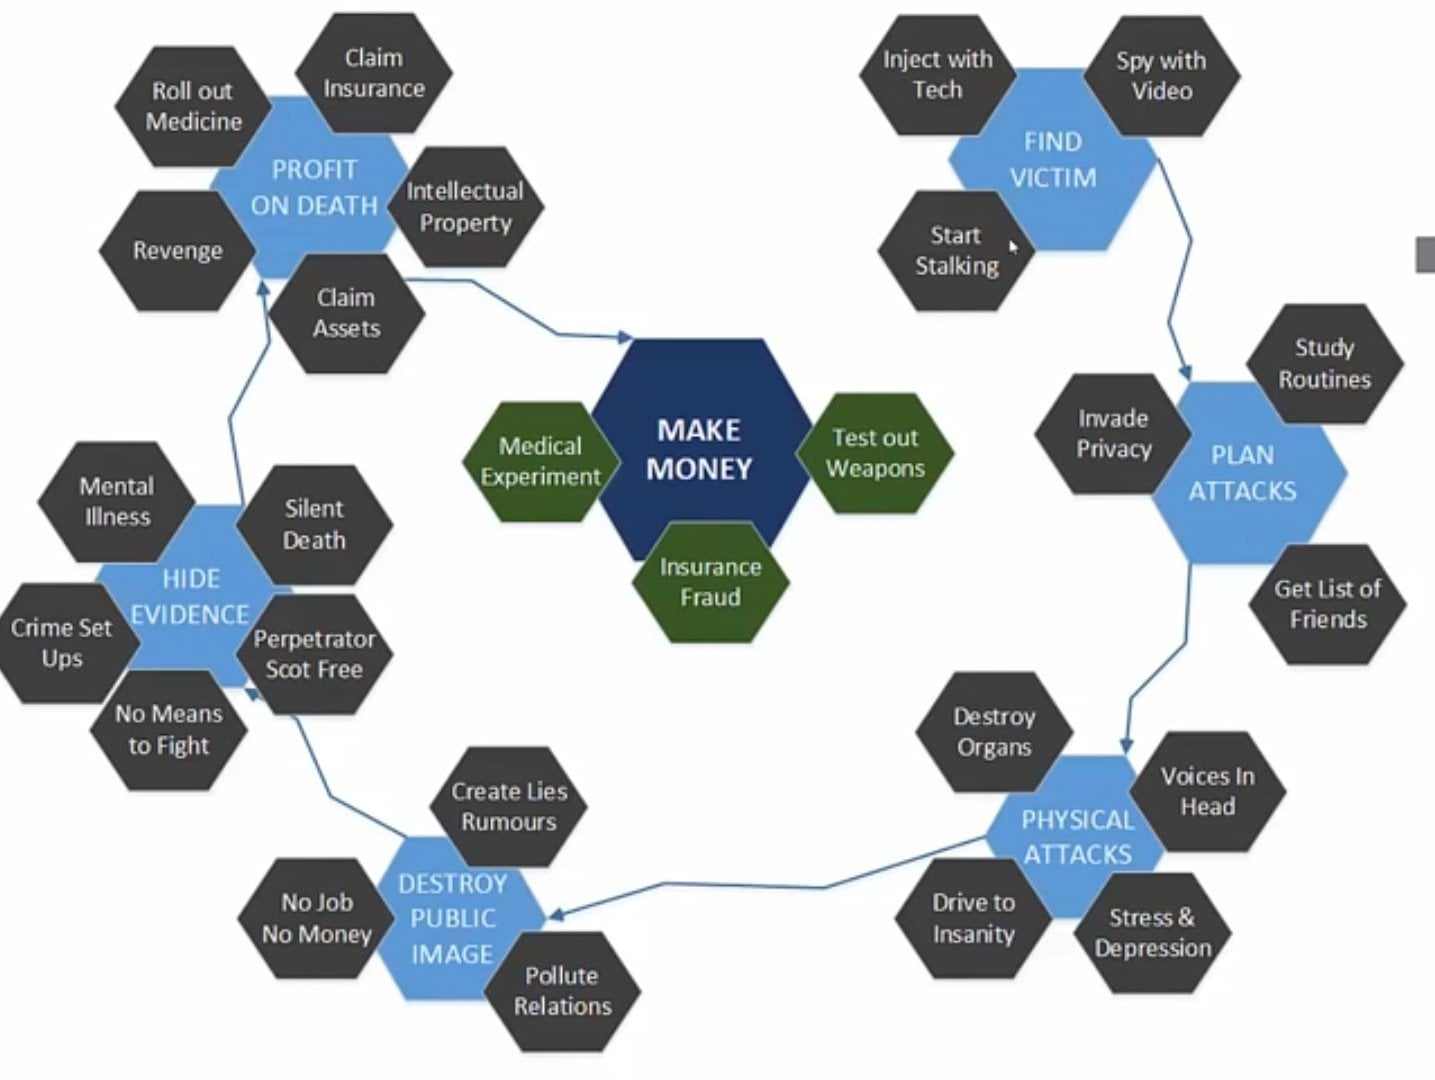 Claim
Insurance
Roll out
Medicine
PROFIT
ON DEATH
Intellectual
Property
Revenge
Claim
Assets
Inject with
Tech
Spy with
Video
FIND
VICTIM
Start
Stalking
Study
Routines
Invade
Privacy
PLAN
ATTACKS
Get List of
Friends
MAKE
MONEY
Medical
Experiment
Test out
Weapons
Insurance
Fraud
Destroy
Organs
Voices In
Head
PHYSICAL
ATTACKS
Drive to
Insanity
Stress &
Depression
Create Lies
Rumours
DESTROY
PUBLIC
IMAGE
No Job
No Money
Pollute
Relations
Mental
Illness
Silent
Death
HIDE
EVIDENCE
Crime Set
Ups
Perpetrator
Scot Free
No Means
to Fight